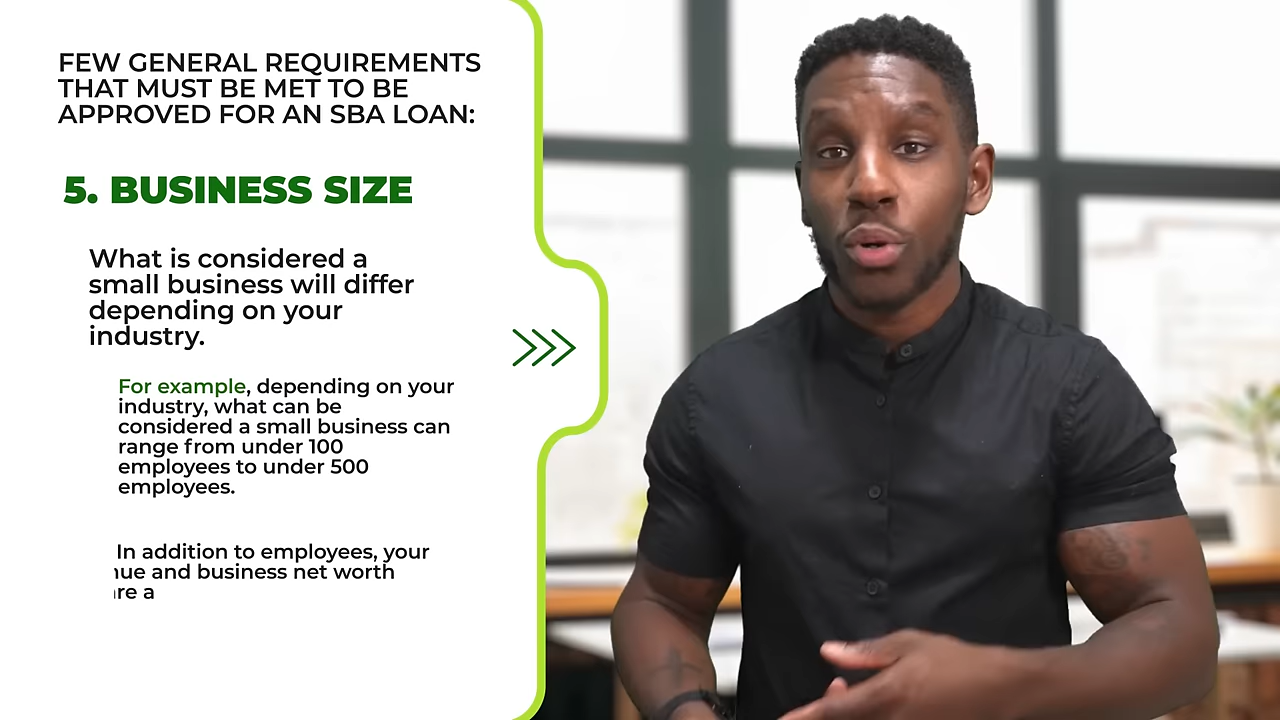 FEW GENERAL REQUIREMENTS
THAT MUST BE MET TO BE
APPROVED FOR AN SBA LOAN:
5. BUSINESS SIZE
What is considered a
small business will differ
depending on your
industry.
For example, depending on your
industry, what can be
considered a small business can
range from under 100
employees to under 500
employees.
In addition to employees, your
and business net worth
a